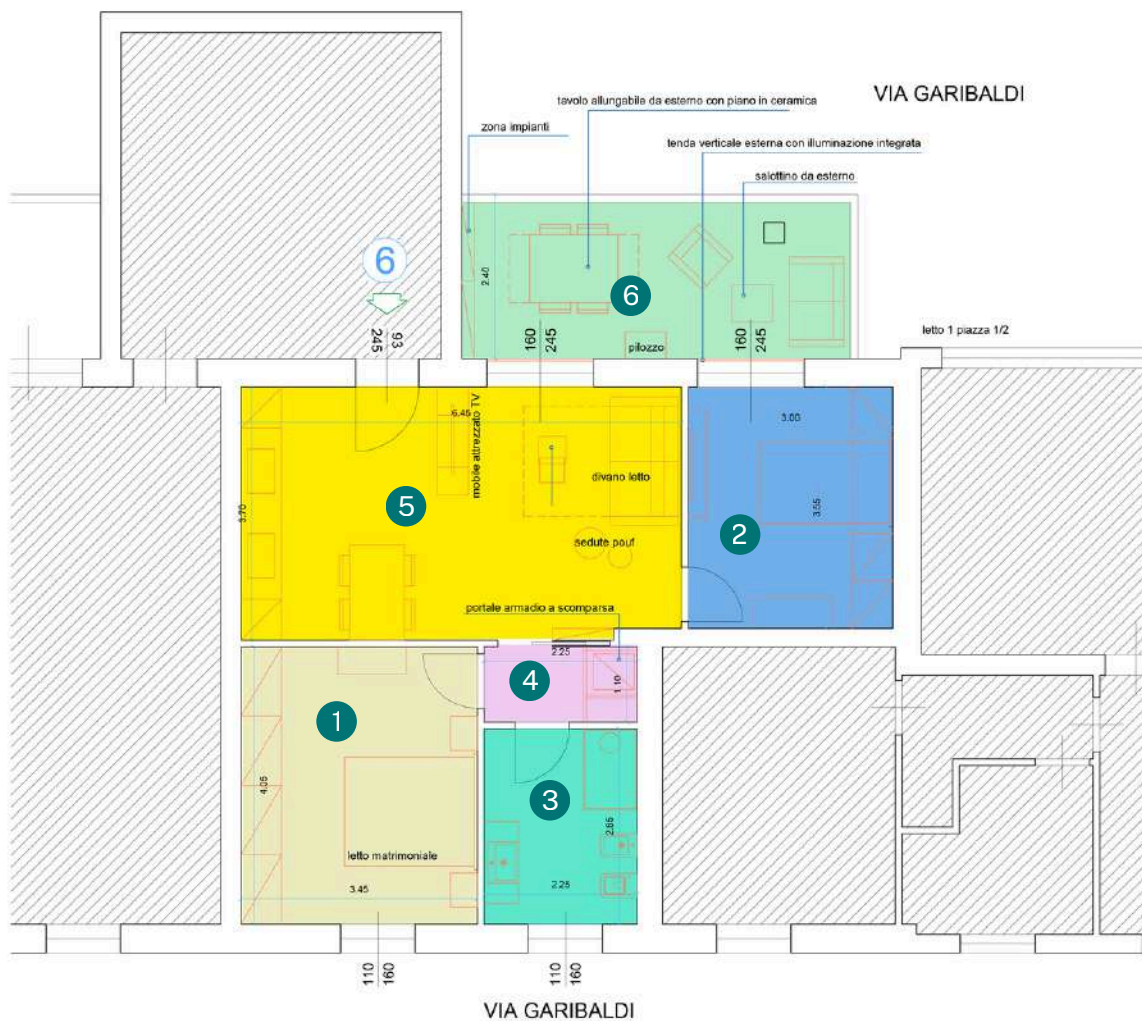 VIA GARIBALDI
tavolo allungabile da esterno con piano in ceramica
zona impianti
tenda verticale esterna con illuminazione integrata
salottino da esterno
6
2.40
6
93
245
160
245
160
245
pilozzo
letto 1 piazza 1/2
6.45
mobile attrezzato TV
3.00
divano letto
3.55
5
3.70
2
sedute pouf
portale armadio a scomparsa
2.25
4
1.10
1
3
4.05
2.85
letto matrimoniale
3.45
2.25
110
160
110
160
VIA GARIBALDI